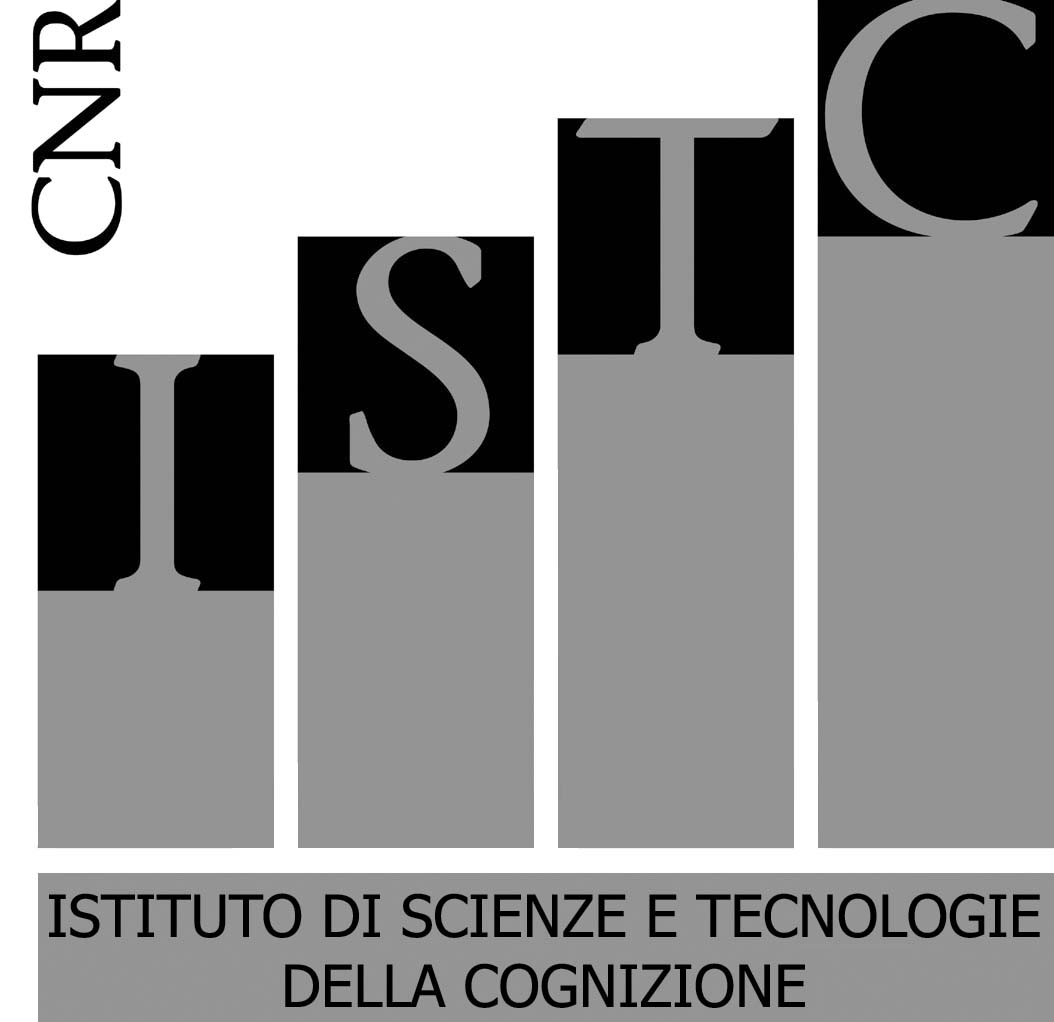 CNR
ISTC
ISTITUTO DI SCIENZE E TECNOLOGIE
DELLA COGNIZIONE